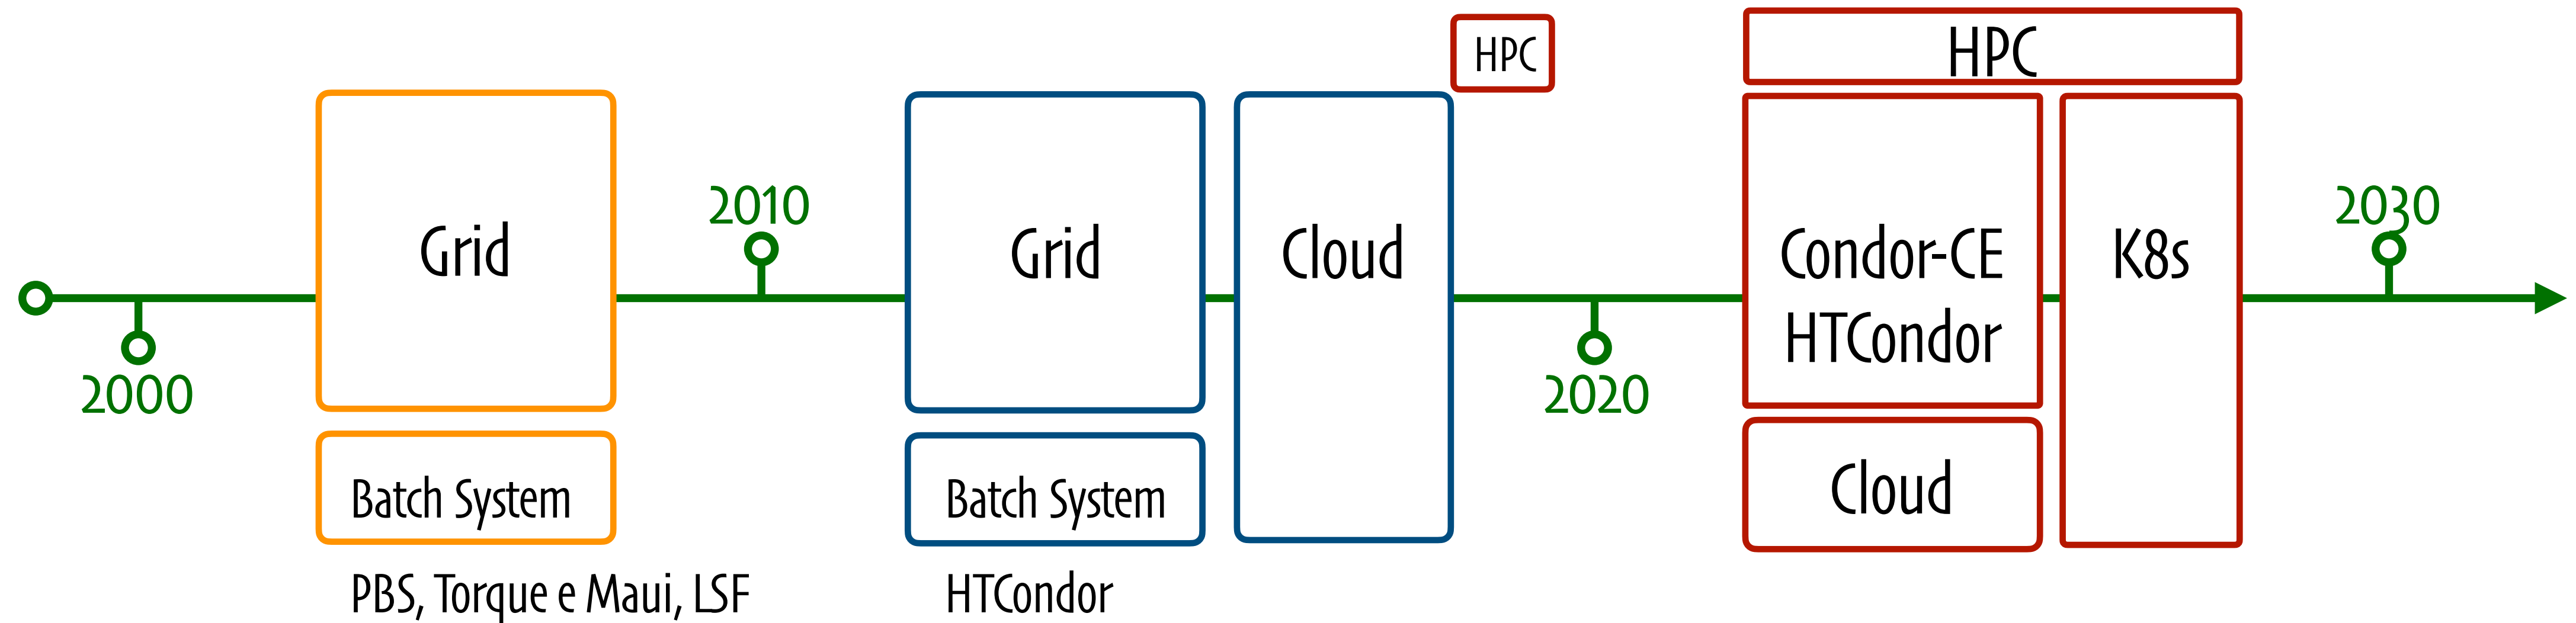 HPC
HPC
2010
2030
Grid
Grid
Cloud
Condor-CE
HTCondor
K8s
2000
2020
Batch System
Batch System
Cloud
PBS, Torque e Maui, LSF
HTCondor